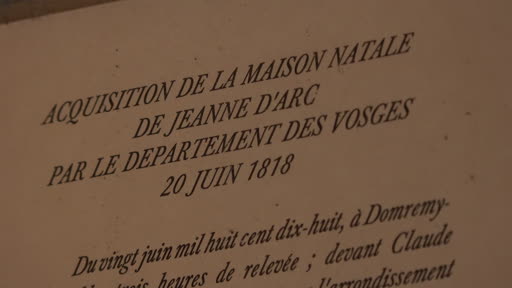 ACQUISITION DE LA MAISON NATALE
DE JEANNE D'ARC
PAR LE DEPARTEMENT DES VOSGES
20 JUIN 1818
Du vingt juin mil huit cent dix-huit, à Domremy-
heures de relevée ; devant Claude
l'arrondissement